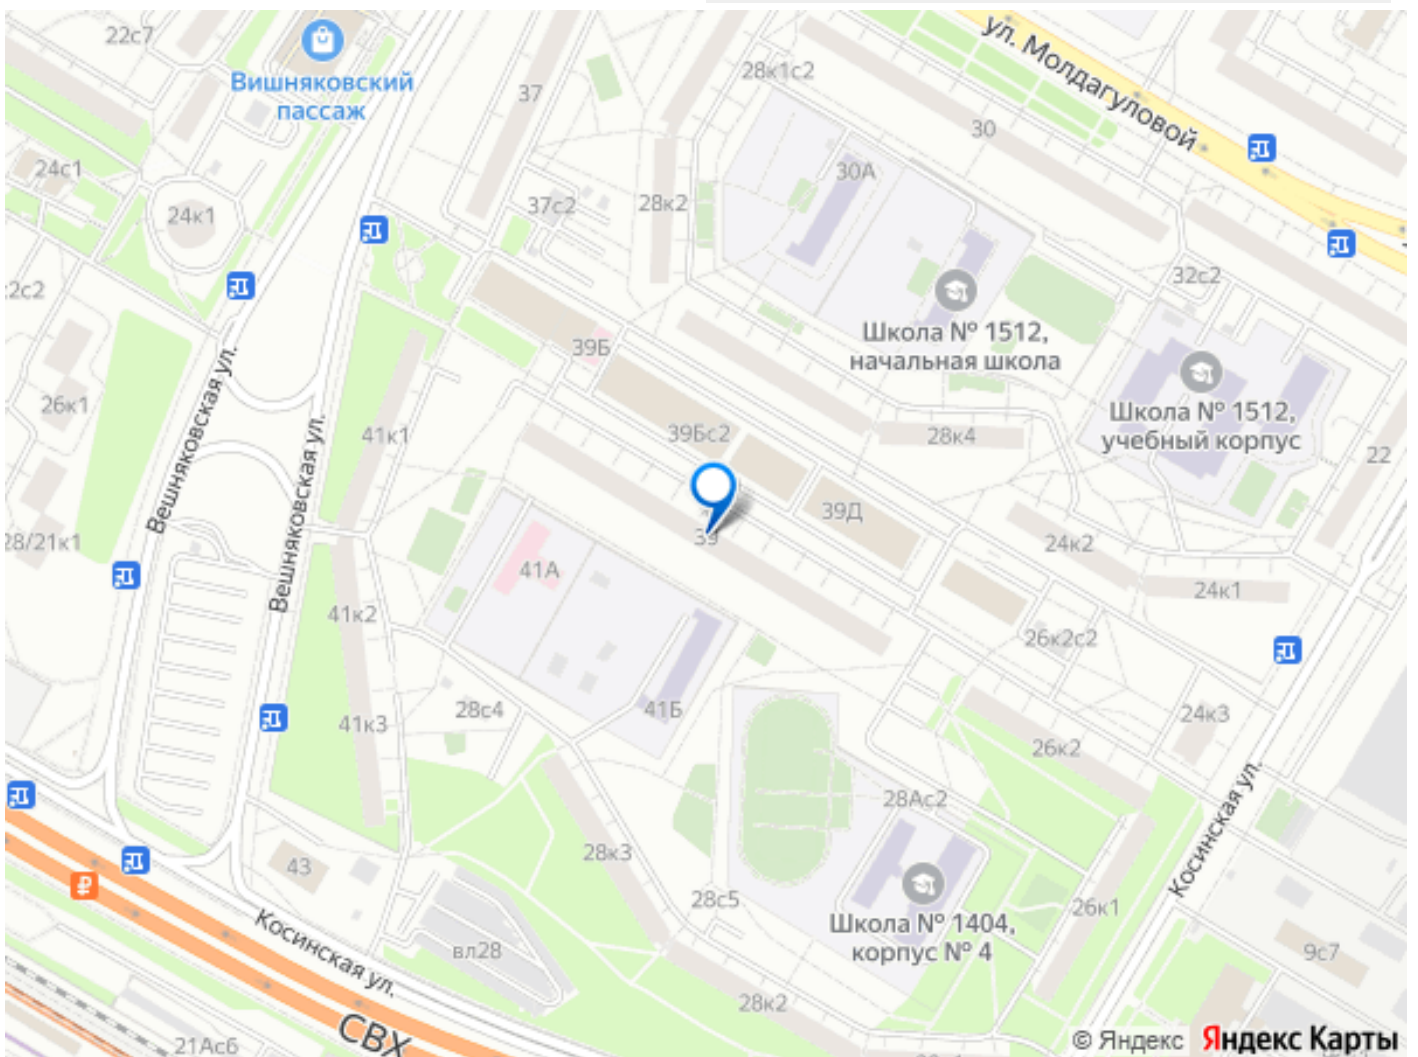 22с7
Вишняковский
пассаж
37
28к1с2
ул. Молдагуловой
30
24с1
24к1
37с2
28к2
30А
32с2
2с2
39Б
Школа № 1512,
начальная школа
Школа № 1512,
учебный корпус
26к1
Вешняковская ул.
41к1
39Бс2
28к4
22
28/21к1
Вешняковская ул.
39
39Д
24к2
41А
24к1
41к2
26к2с2
41к3
28с4
41Б
24к3
26к2
28Ас2
Косинская ул.
43
28к3
28с5
26к1
Косинская ул.
вл28
Школа № 1404,
корпус № 4
9с7
28к2
СВХ
21Ас6
© Яндекс Яндекс Карты